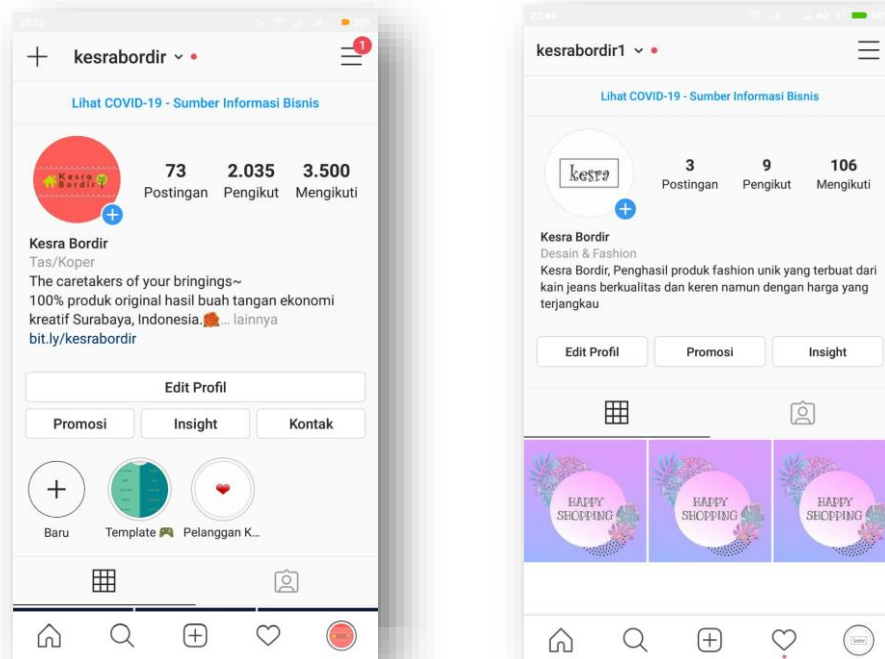 23:20
kesrabordir
1
Lihat COVID-19 - Sumber Informasi Bisnis
Kesra
Bordir
73 2.035 3.500
Postingan Pengikut Mengikuti
Kesra Bordir
Tas/Koper
The caretakers of your bringings~
100% produk original hasil buah tangan ekonomi
kreatif Surabaya, Indonesia. ... lainnya
bit.ly/kesrabordir
Edit Profil
Promosi Insight Kontak
Baru Template Pelanggan K...
22:44
kesrabordir1
Lihat COVID-19 - Sumber Informasi Bisnis
kesra
3 9 106
Postingan Pengikut Mengikuti
Kesra Bordir
Desain & Fashion
Kesra Bordir, Penghasil produk fashion unik yang terbuat dari
kain jeans berkualitas dan keren namun dengan harga yang
terjangkau
Edit Profil Promosi Insight
HAPPY
SHOPPING
HAPPY
SHOPPING
HAPPY
SHOPPING